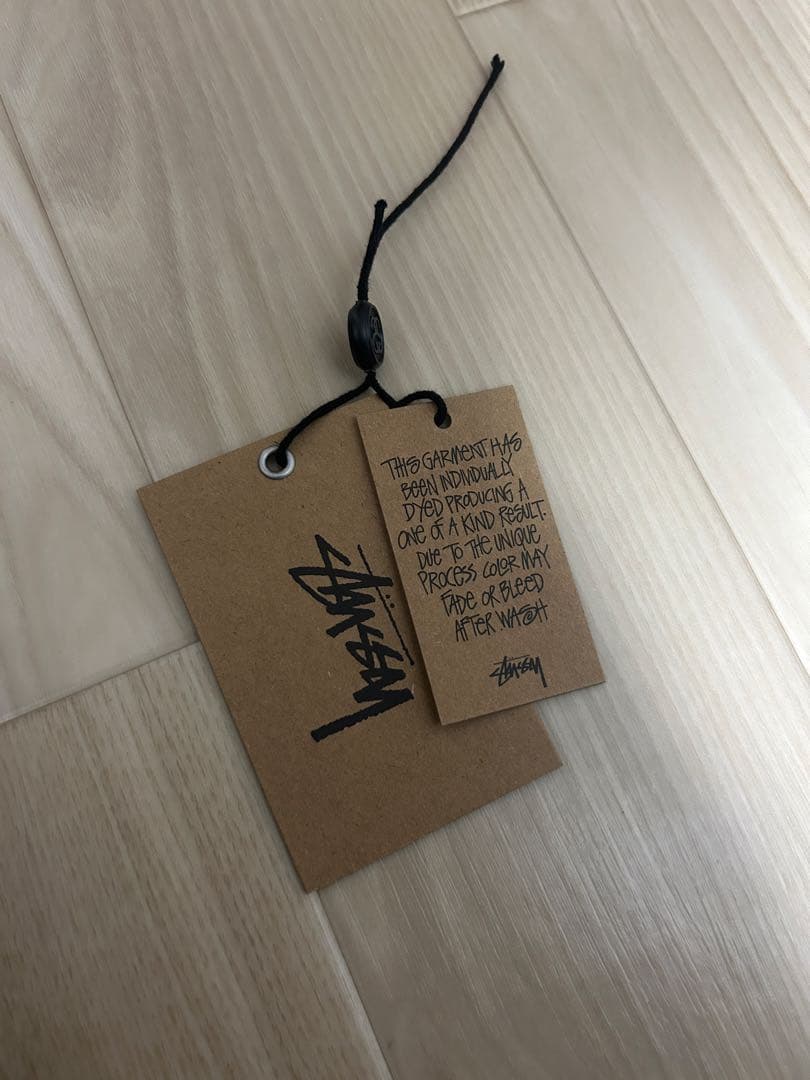 STÜSSY
THIS GARMENT HAS
BEEN INDIVIDUALLY
DYED PRODUCING A
ONE OF A KIND RESULT.
DUE TO THE UNIQUE
PROCESS COLOR MAY
FADE OR BLEED
AFTER WASH
STÜSSY